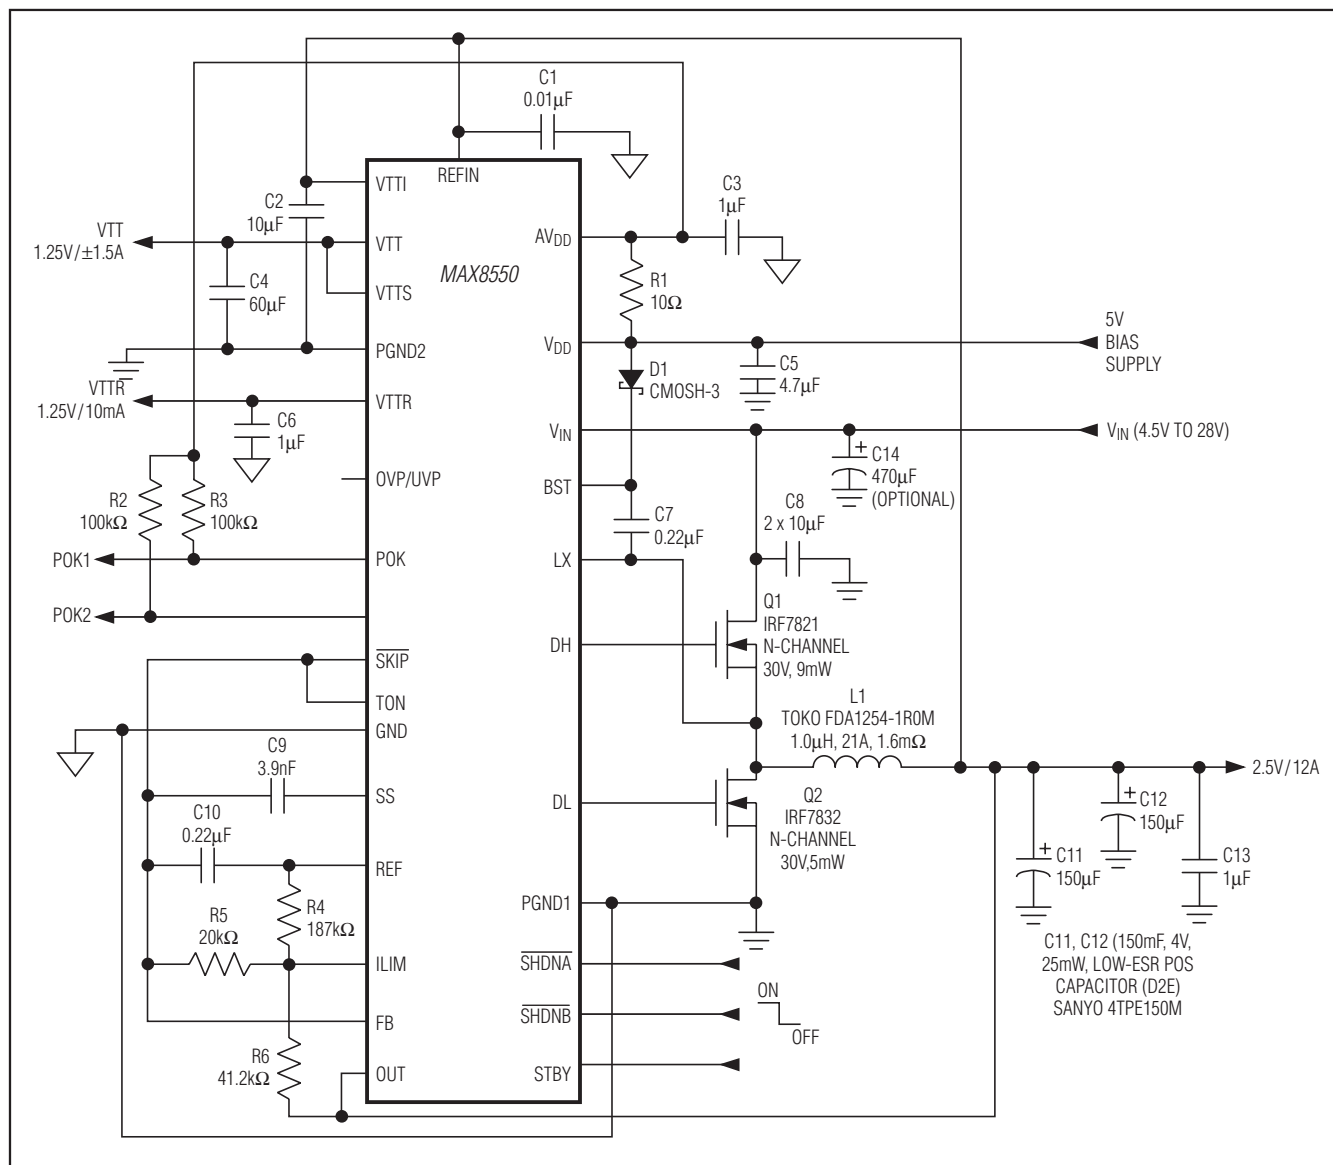 C1
0.01µF
REFIN
VTTI
C2
10µF
VTT
1.25V/±1.5A
VTT
MAX8550
C4
60µF
VTTS
PGND2
VTTR
1.25V/10mA
VTTR
C6
1µF
OVP/UVP
R2
100kΩ
R3
100kΩ
POK1
POK
POK2
SKIP
TON
GND
C9
3.9nF
SS
C10
0.22µF
REF
R4
187kΩ
R5
20kΩ
ILIM
FB
R6
41.2kΩ
OUT
C3
1µF
AVDD
R1
10Ω
VDD
5V
BIAS
SUPPLY
D1
CMOSH-3
C5
4.7µF
VIN
VIN (4.5V TO 28V)
C14
470µF
(OPTIONAL)
+
BST
C7
0.22µF
C8
2 x 10µF
LX
Q1
IRF7821
N-CHANNEL
30V, 9mW
DH
L1
TOKO FDA1254-1R0M
1.0µH, 21A, 1.6mΩ
2.5V/12A
DL
Q2
IRF7832
N-CHANNEL
30V,5mW
+
C12
150µF
+
C11
150µF
C13
1µF
PGND1
C11, C12 (150mF, 4V,
25mW, LOW-ESR POS
CAPACITOR (D2E)
SANYO 4TPE150M
SHDNA
SHDNB
ON
OFF
STBY